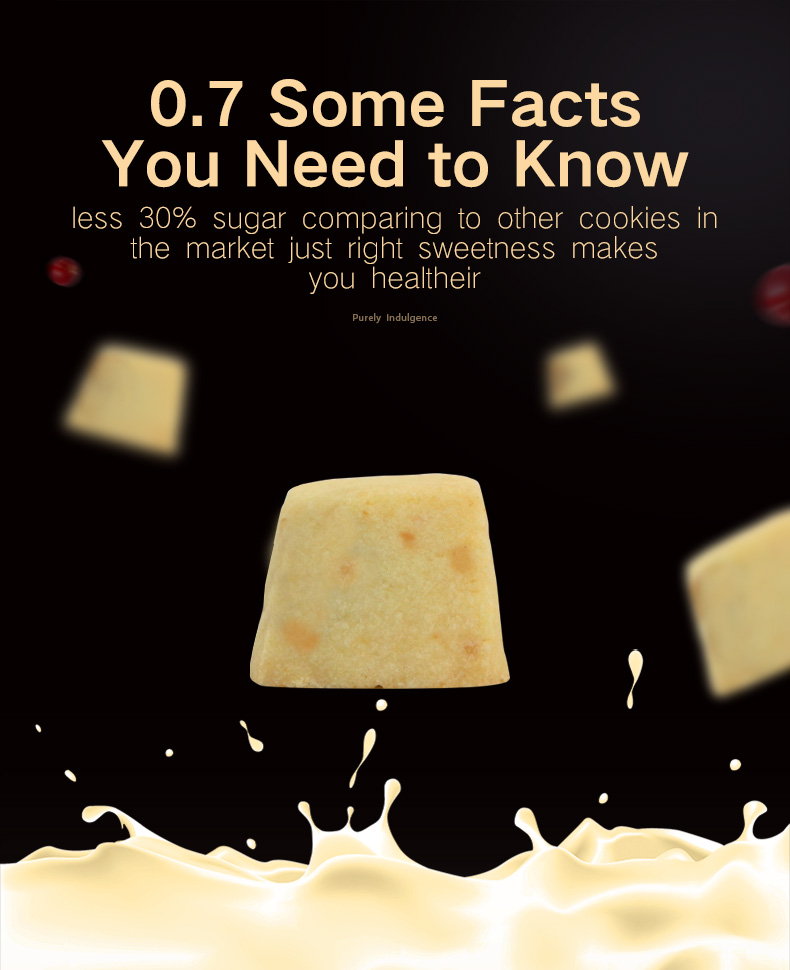 0.7 Some Facts
You Need to Know
less 30% sugar comparing to other cookies in
the market just right sweetness makes
you healtheir
Purely Indulgence